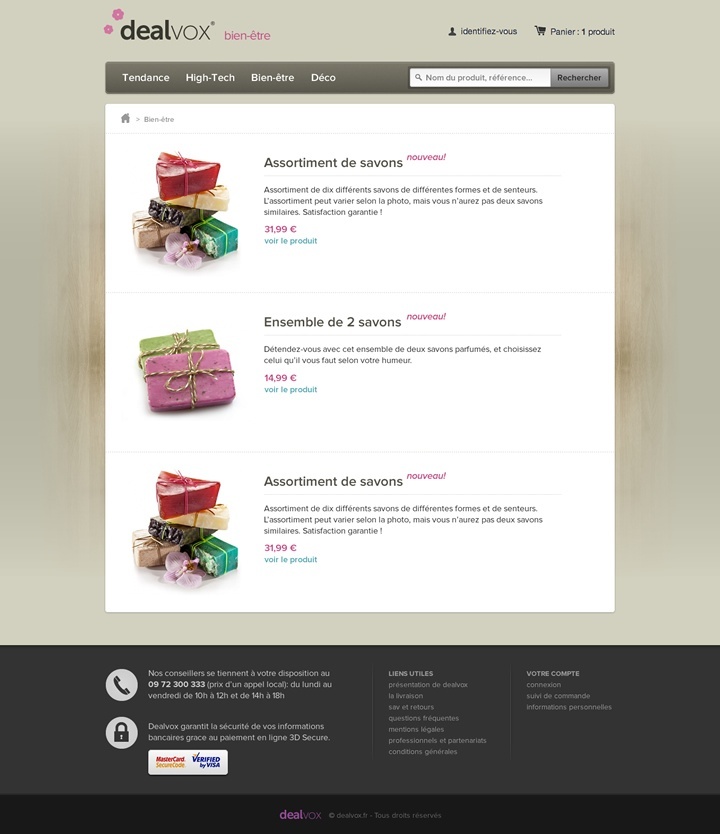 dealvox® bien-être
identifiez-vous
Panier : 1 produit
Tendance High-Tech Bien-être Déco
Nom du produit, référence...
Rechercher
> Bien-être
Assortiment de savons nouveau!
Assortiment de dix différents savons de différentes formes et de senteurs.
L'assortiment peut varier selon la photo, mais vous n'aurez pas deux savons
similaires. Satisfaction garantie !
31,99 €
voir le produit
Ensemble de 2 savons nouveau!
Détendez-vous avec cet ensemble de deux savons parfumés, et choisissez
celui qu'il vous faut selon votre humeur.
14,99 €
voir le produit
Assortiment de savons nouveau!
Assortiment de dix différents savons de différentes formes et de senteurs.
L'assortiment peut varier selon la photo, mais vous n'aurez pas deux savons
similaires. Satisfaction garantie !
31,99 €
voir le produit
Nos conseillers se tiennent à votre disposition au
09 72 300 333 (prix d'un appel local): du lundi au
vendredi de 10h à 12h et de 14h à 18h
Dealvox garantit la sécurité de vos informations
bancaires grace au paiement en ligne 3D Secure.
MasterCard.
SecureCode.
VERIFIED
by VISA
LIENS UTILES
présentation de dealvox
la livraison
sav et retours
questions fréquentes
mentions légales
professionnels et partenariats
conditions générales
VOTRE COMPTE
connexion
suivi de commande
informations personnelles
dealvox © dealvox.fr - Tous droits réservés